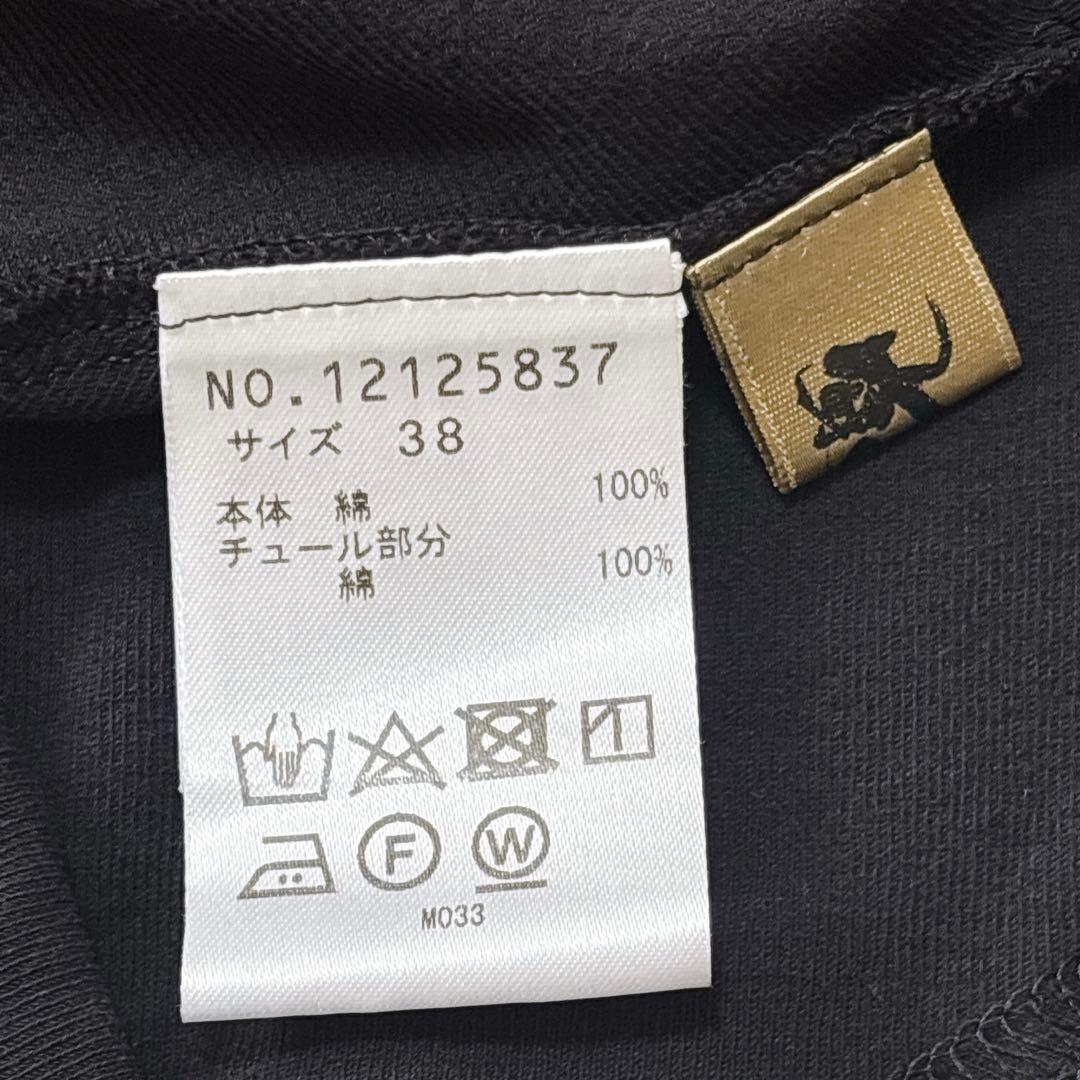 NO.12125837
サイズ 38
本体 綿 100%
チュール部分
綿 100%
F W
M033